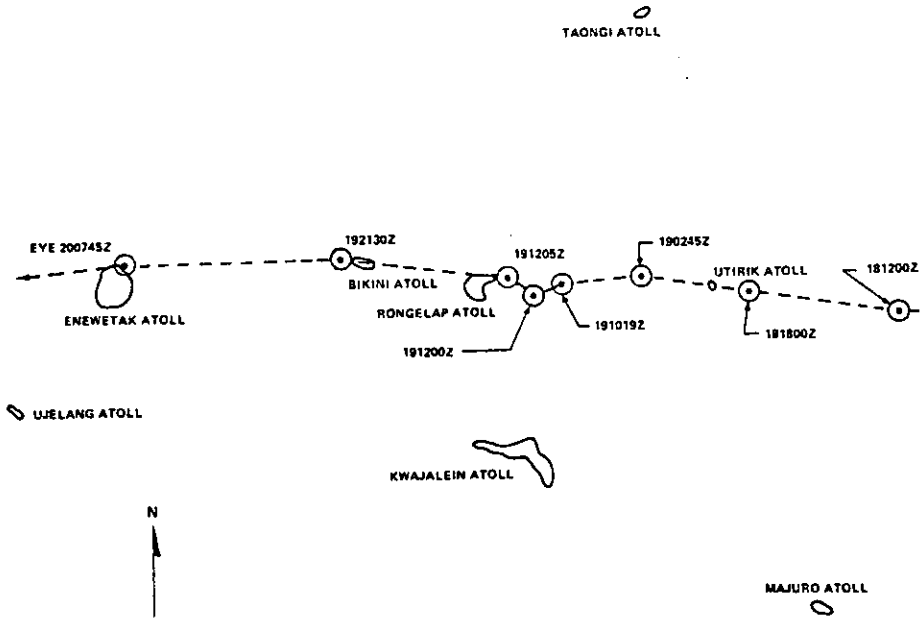 TAONGI ATOLL
EYE 200745Z
192130Z
191205Z
190245Z
181200Z
UTIRIK ATOLL
BIKINI ATOLL
RONGELAP ATOLL
ENEWETAK ATOLL
191019Z
181800Z
191200Z
UJELANG ATOLL
KWAJALEIN ATOLL
N
MAJURO ATOLL